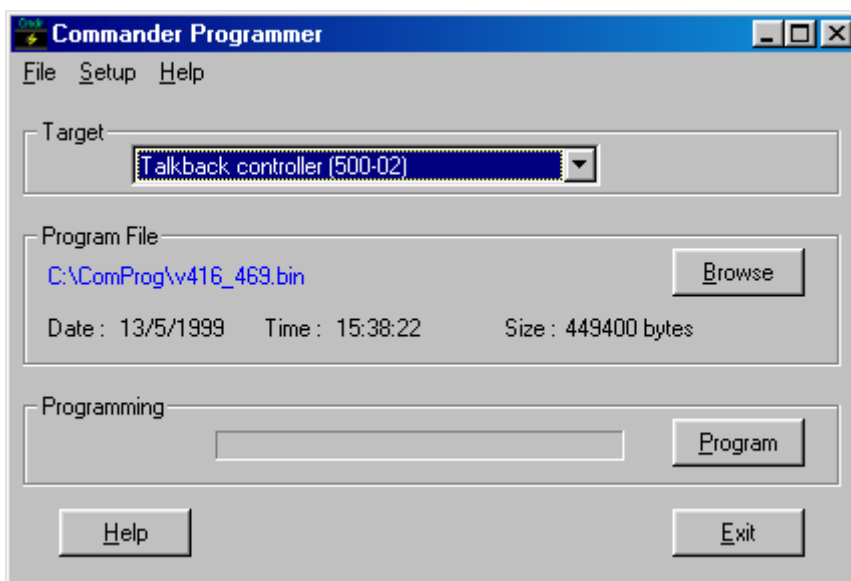 Cmdr
Commander Programmer
File Setup Help
Target
Talkback controller (500-02)
Program File
C:\ComProg\v416_469.bin
Browse
Date : 13/5/1999 Time : 15:38:22 Size : 449400 bytes
Programming
Program
Help Exit